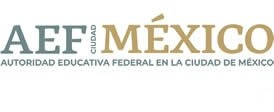 AEF CIUDAD MÉXICO
AUTORIDAD EDUCATIVA FEDERAL EN LA CIUDAD DE MÉXICO